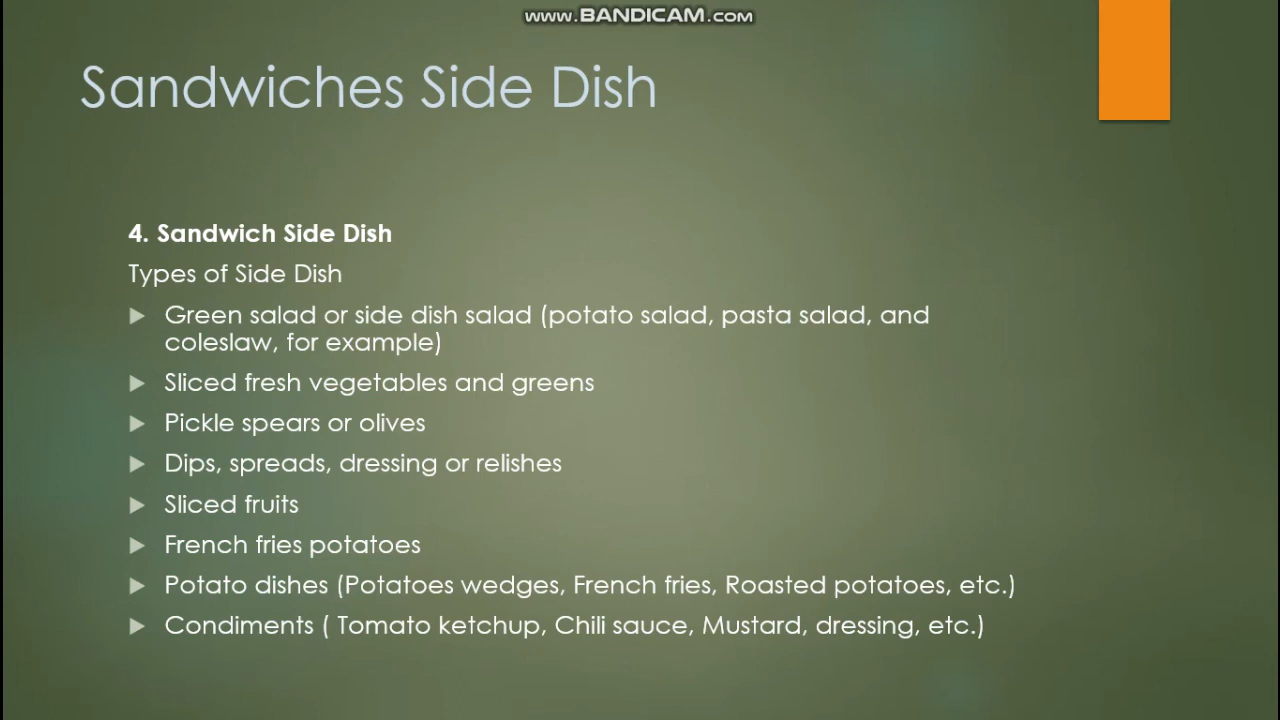 www.BANDICAM.com
Sandwiches Side Dish
4. Sandwich Side Dish
Types of Side Dish
Green salad or side dish salad (potato salad, pasta salad, and
coleslaw, for example)
Sliced fresh vegetables and greens
Pickle spears or olives
Dips, spreads, dressing or relishes
Sliced fruits
French fries potatoes
Potato dishes (Potatoes wedges, French fries, Roasted potatoes, etc.)
Condiments ( Tomato ketchup, Chili sauce, Mustard, dressing, etc.)